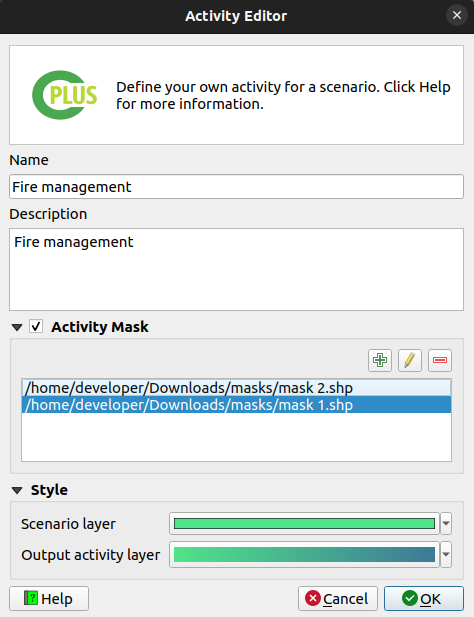 Activity Editor
CPLUS
Define your own activity for a scenario. Click Help
for more information.
Name
Fire management
Description
Fire management
Activity Mask
/home/developer/Downloads/masks/mask 2.shp
/home/developer/Downloads/masks/mask 1.shp
Style
Scenario layer
Output activity layer
Help
Cancel
OK